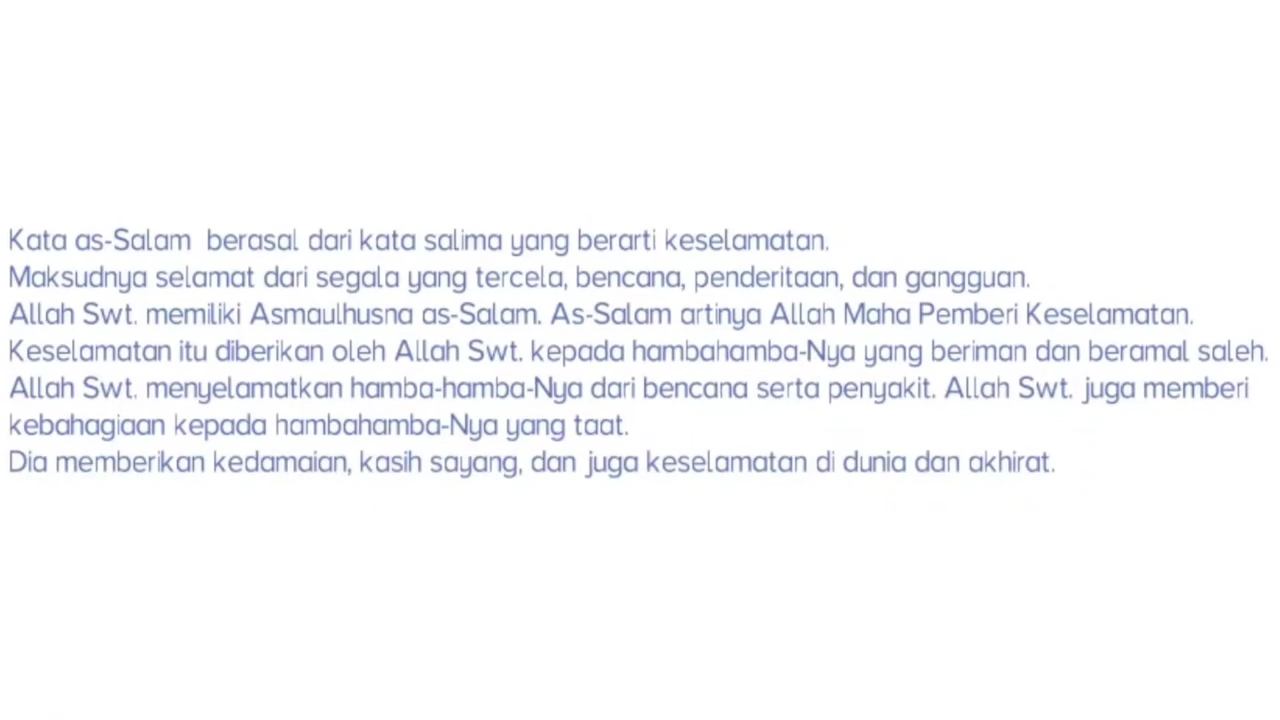 Kata as-Salam berasal dari kata salima yang berarti keselamatan.
Maksudnya selamat dari segala yang tercela, bencana, penderitaan, dan gangguan.
Allah Swt. memiliki Asmaulhusna as-Salam. As-Salam artinya Allah Maha Pemberi Keselamatan.
Keselamatan itu diberikan oleh Allah Swt. kepada hambahamba-Nya yang beriman dan beramal saleh.
Allah Swt. menyelamatkan hamba-hamba-Nya dari bencana serta penyakit. Allah Swt. juga memberi
kebahagiaan kepada hambahamba-Nya yang taat.
Dia memberikan kedamaian, kasih sayang, dan juga keselamatan di dunia dan akhirat.